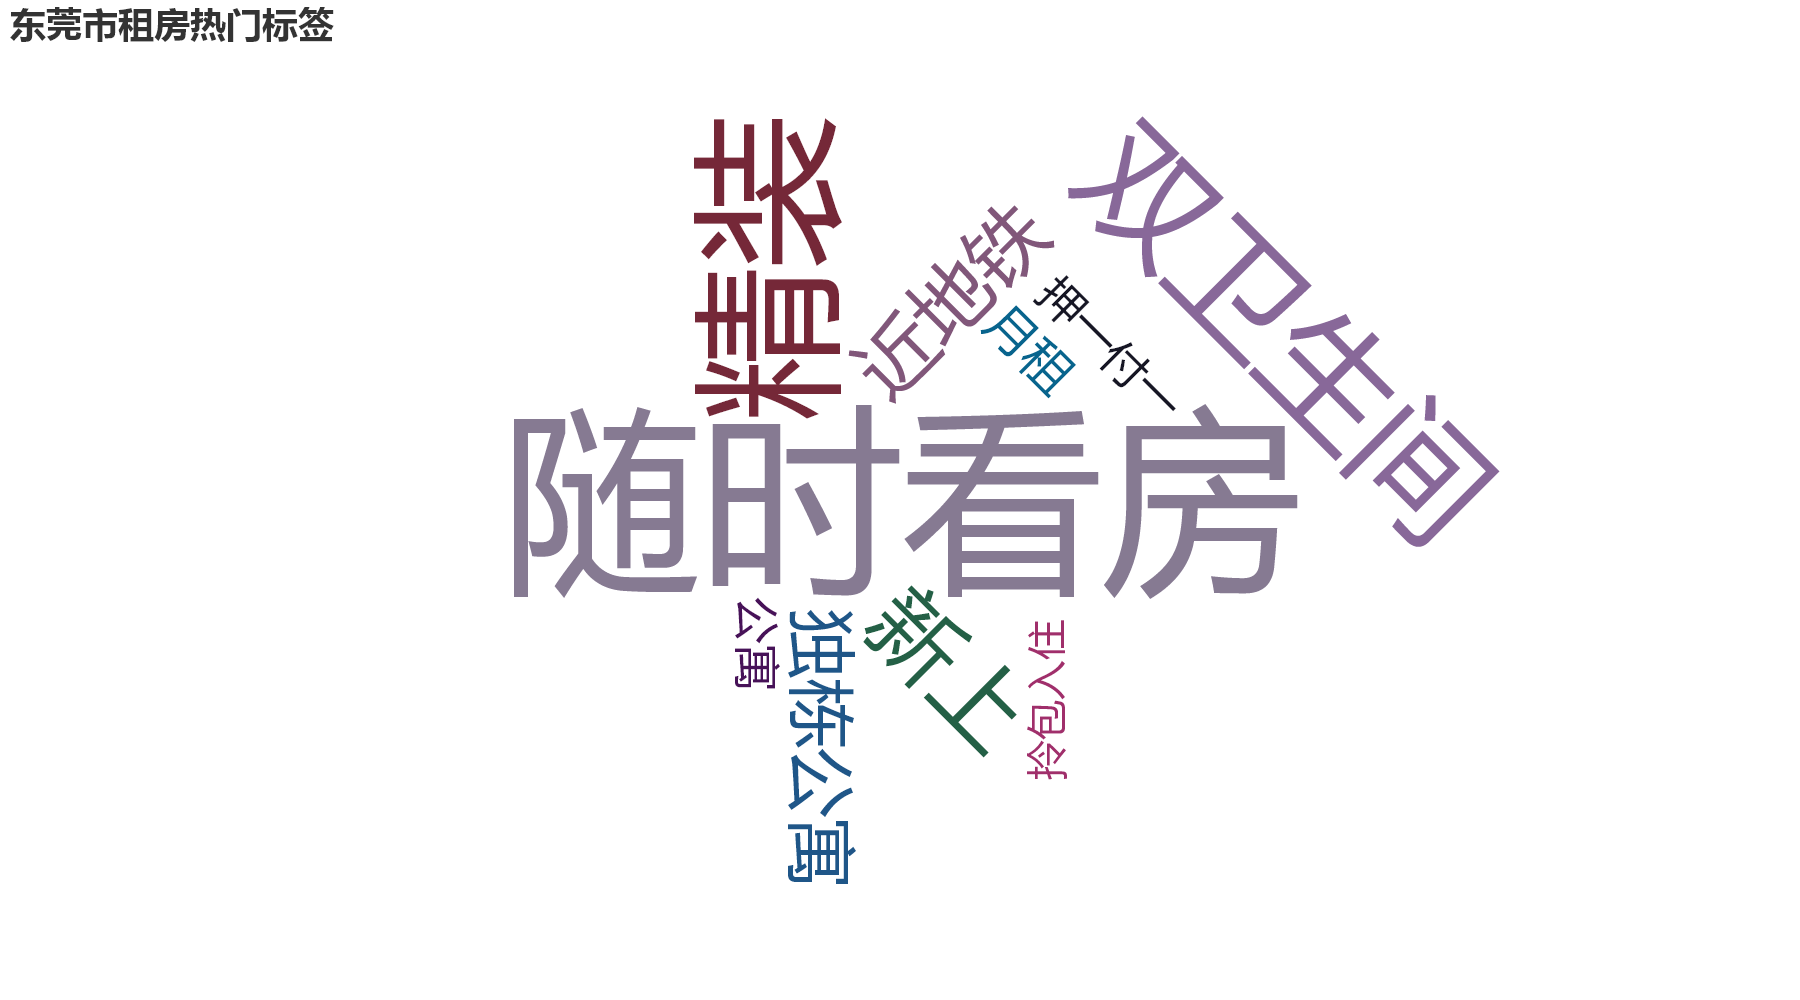 东莞市租房热门标签
精装
双卫生间
近地铁
押一付一
月租
随时看房
公寓
独栋公寓
新上
拎包入住